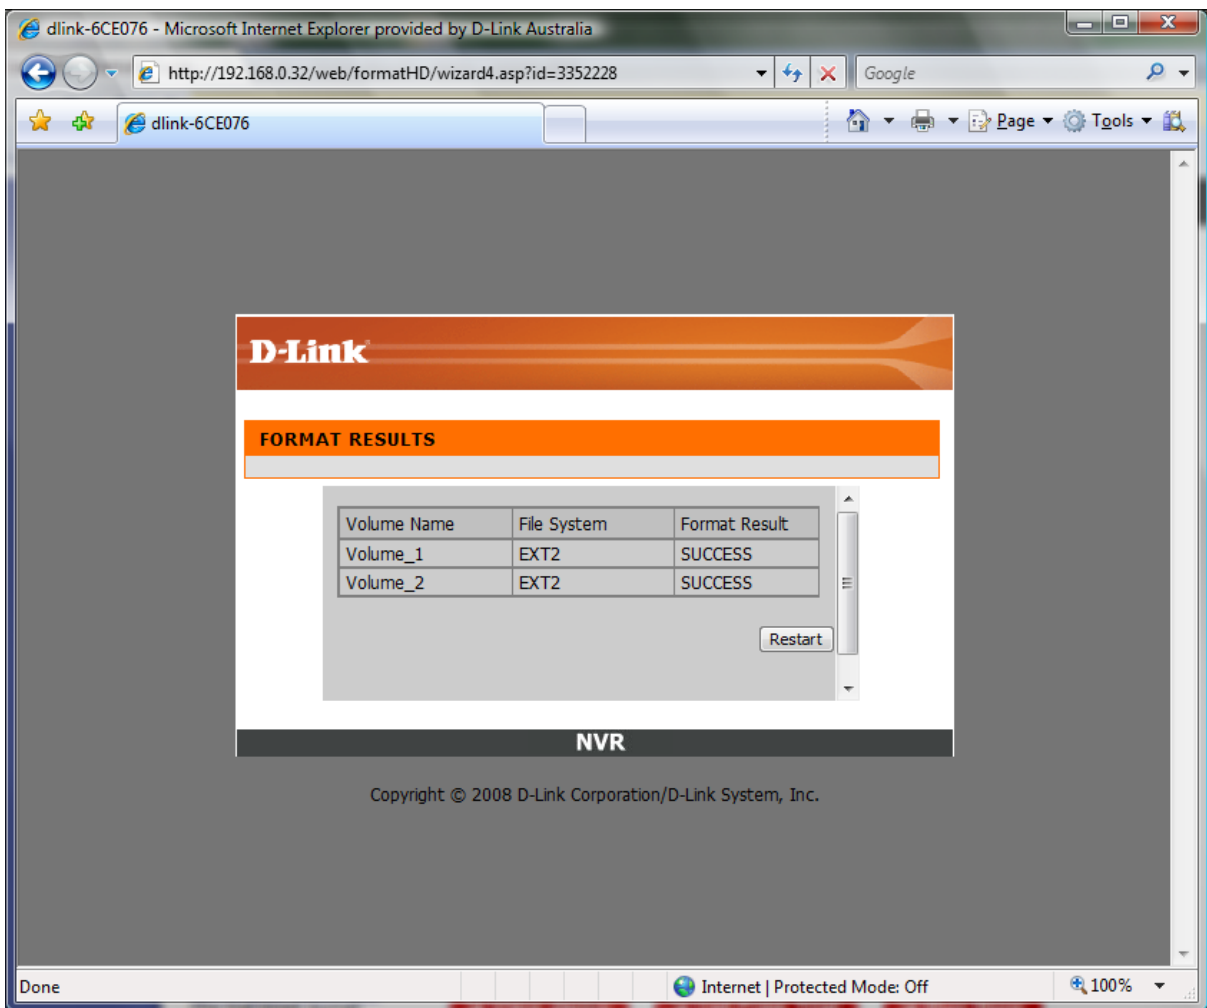 dlink-6CE076 - Microsoft Internet Explorer provided by D-Link Australia
http://192.168.0.32/web/formatHD/wizard4.asp?id=3352228
Google
dlink-6CE076
Page
Tools
D-Link
FORMAT RESULTS
Volume Name File System Format Result
Volume_1 EXT2 SUCCESS
Volume_2 EXT2 SUCCESS
Restart
NVR
Copyright © 2008 D-Link Corporation/D-Link System, Inc.
Done
Internet | Protected Mode: Off
100%